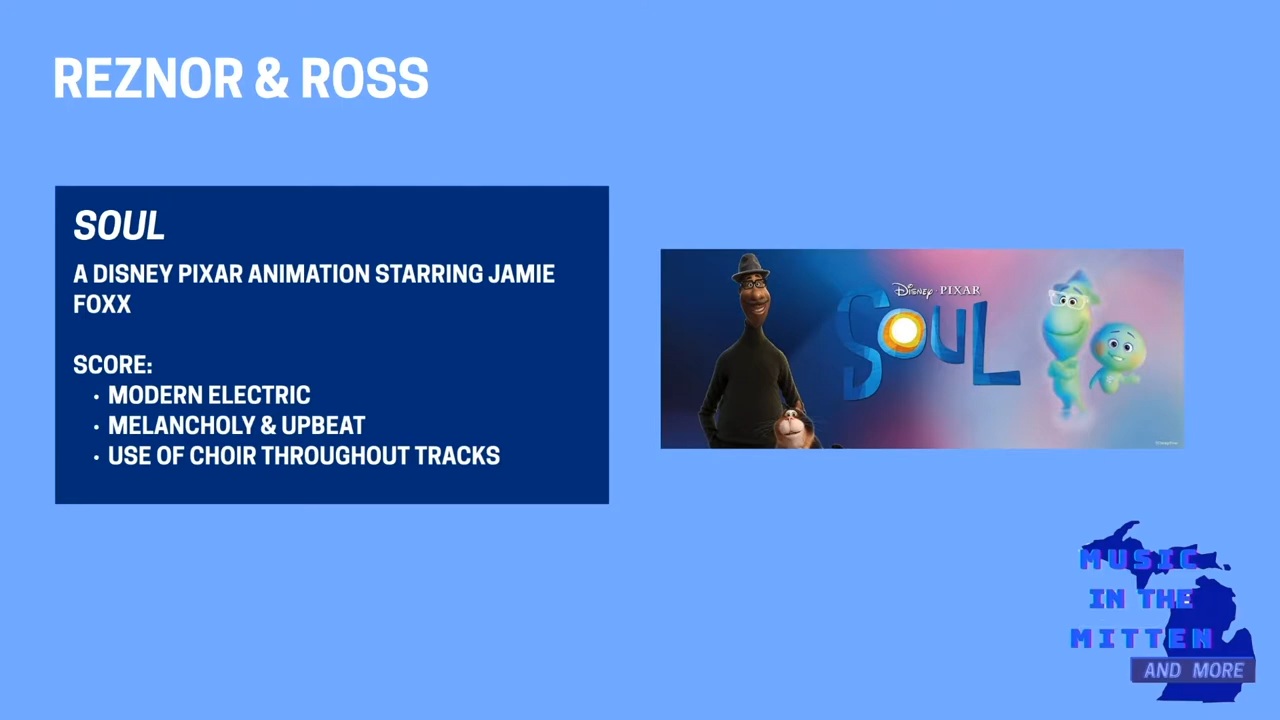 REZNOR & ROSS
SOUL
A DISNEY PIXAR ANIMATION STARRING JAMIE
FOXX
SCORE:
• MODERN ELECTRIC
• MELANCHOLY & UPBEAT
• USE OF CHOIR THROUGHOUT TRACKS
Disney · PIXAR
SOUL
MUSIC
IN THE
MITTEN
AND MORE